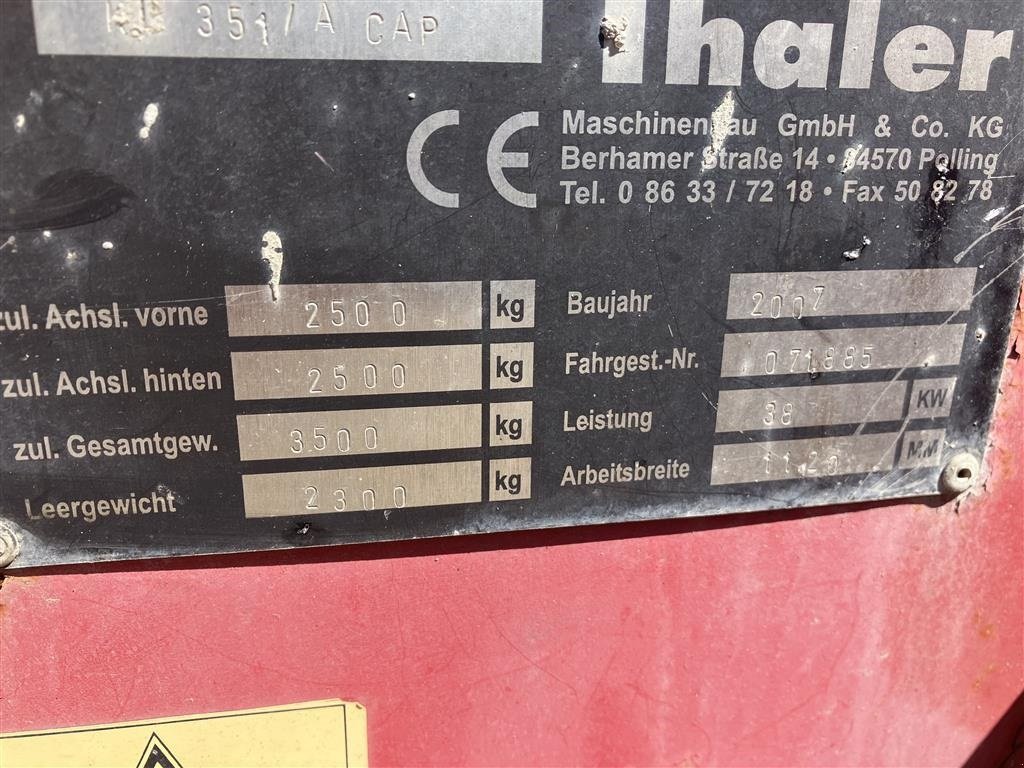 351/A CAP
Thaler
CE
Maschinenbau GmbH & Co. KG
Berhamer Straße 14 • 84570 Polling
Tel. 0 86 33 / 72 18 • Fax 50 82 78
zul. Achsl. vorne 2500 kg
zul. Achsl. hinten 2500 kg
zul. Gesamtgew. 3500 kg
Leergewicht 2300 kg
Baujahr 2007
Fahrgest.-Nr. 071885
Leistung 38 KW
Arbeitsbreite 1120 MM